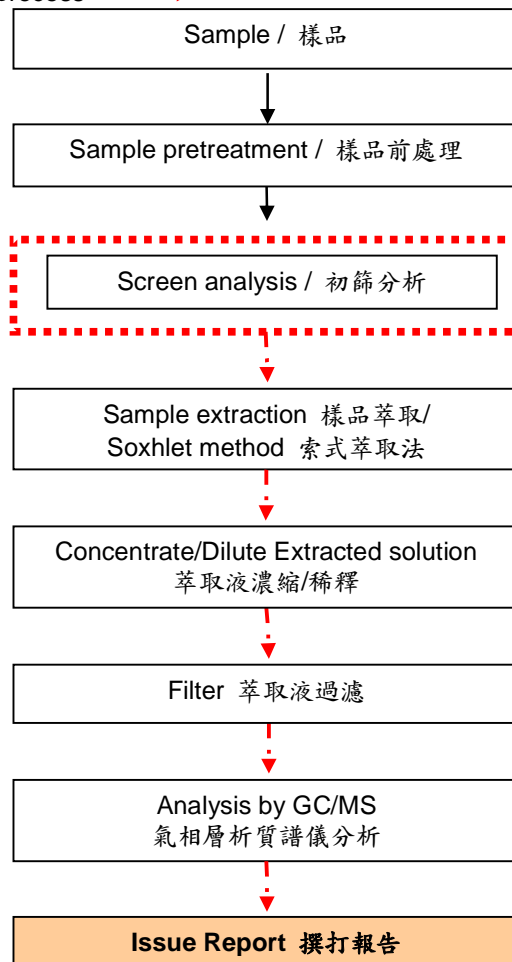 Sample / 樣品
Sample pretreatment / 樣品前處理
Screen analysis / 初篩分析
Sample extraction 樣品萃取/
Soxhlet method 索式萃取法
Concentrate/Dilute Extracted solution
萃取液濃縮/稀釋
Filter 萃取液過濾
Analysis by GC/MS
氣相層析質譜儀分析
Issue Report 撰打報告